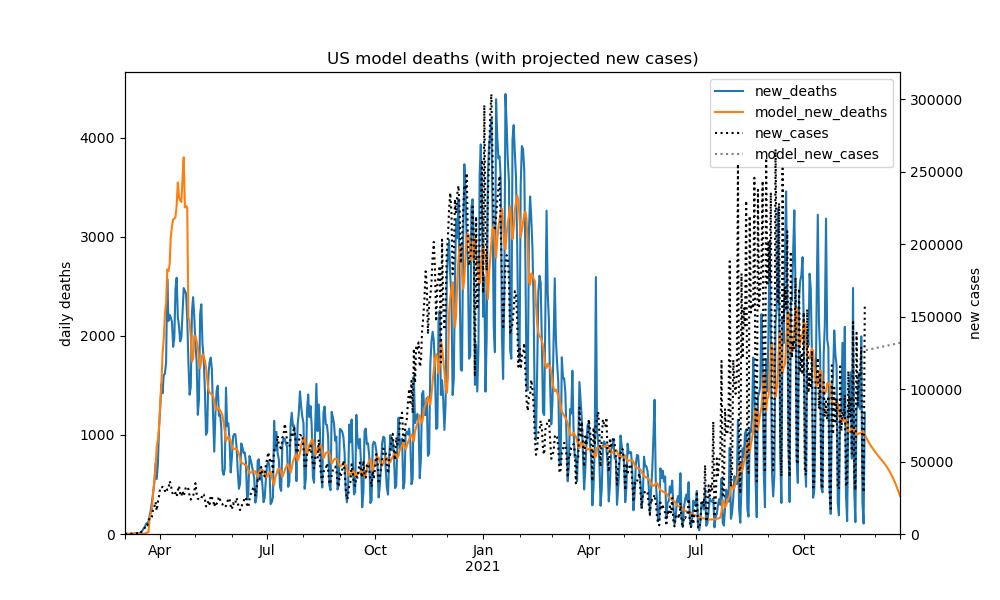 US model deaths (with projected new cases)
new_deaths
model_new_deaths
new_cases
model_new_cases
daily deaths
4000
3000
2000
1000
0
new cases
300000
250000
200000
150000
100000
50000
0
Apr
Jul
Oct
Jan
2021
Apr
Jul
Oct